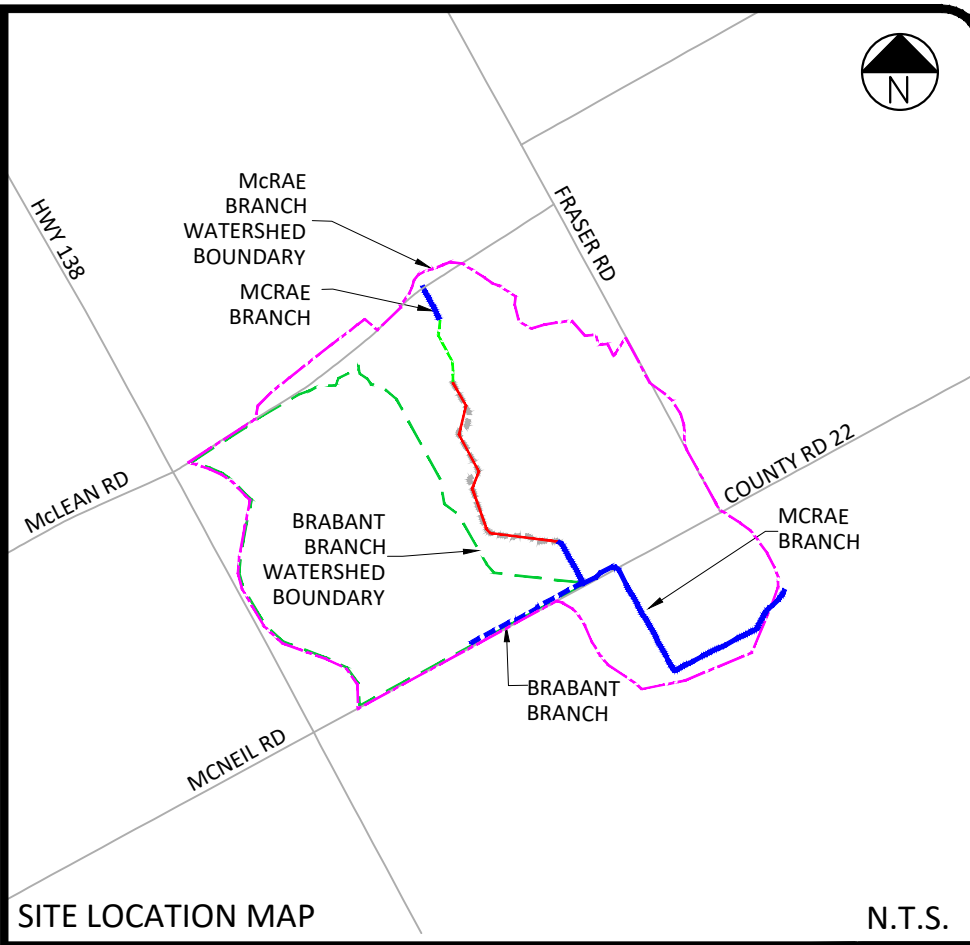 N
McRAE
BRANCH
WATERSHED
BOUNDARY
HWY 138
FRASER RD
MCRAE
BRANCH
COUNTY RD 22
McLEAN RD
MCRAE
BRANCH
BRABANT
BRANCH
WATERSHED
BOUNDARY
BRABANT
BRANCH
MCNEIL RD
SITE LOCATION MAP
N.T.S.